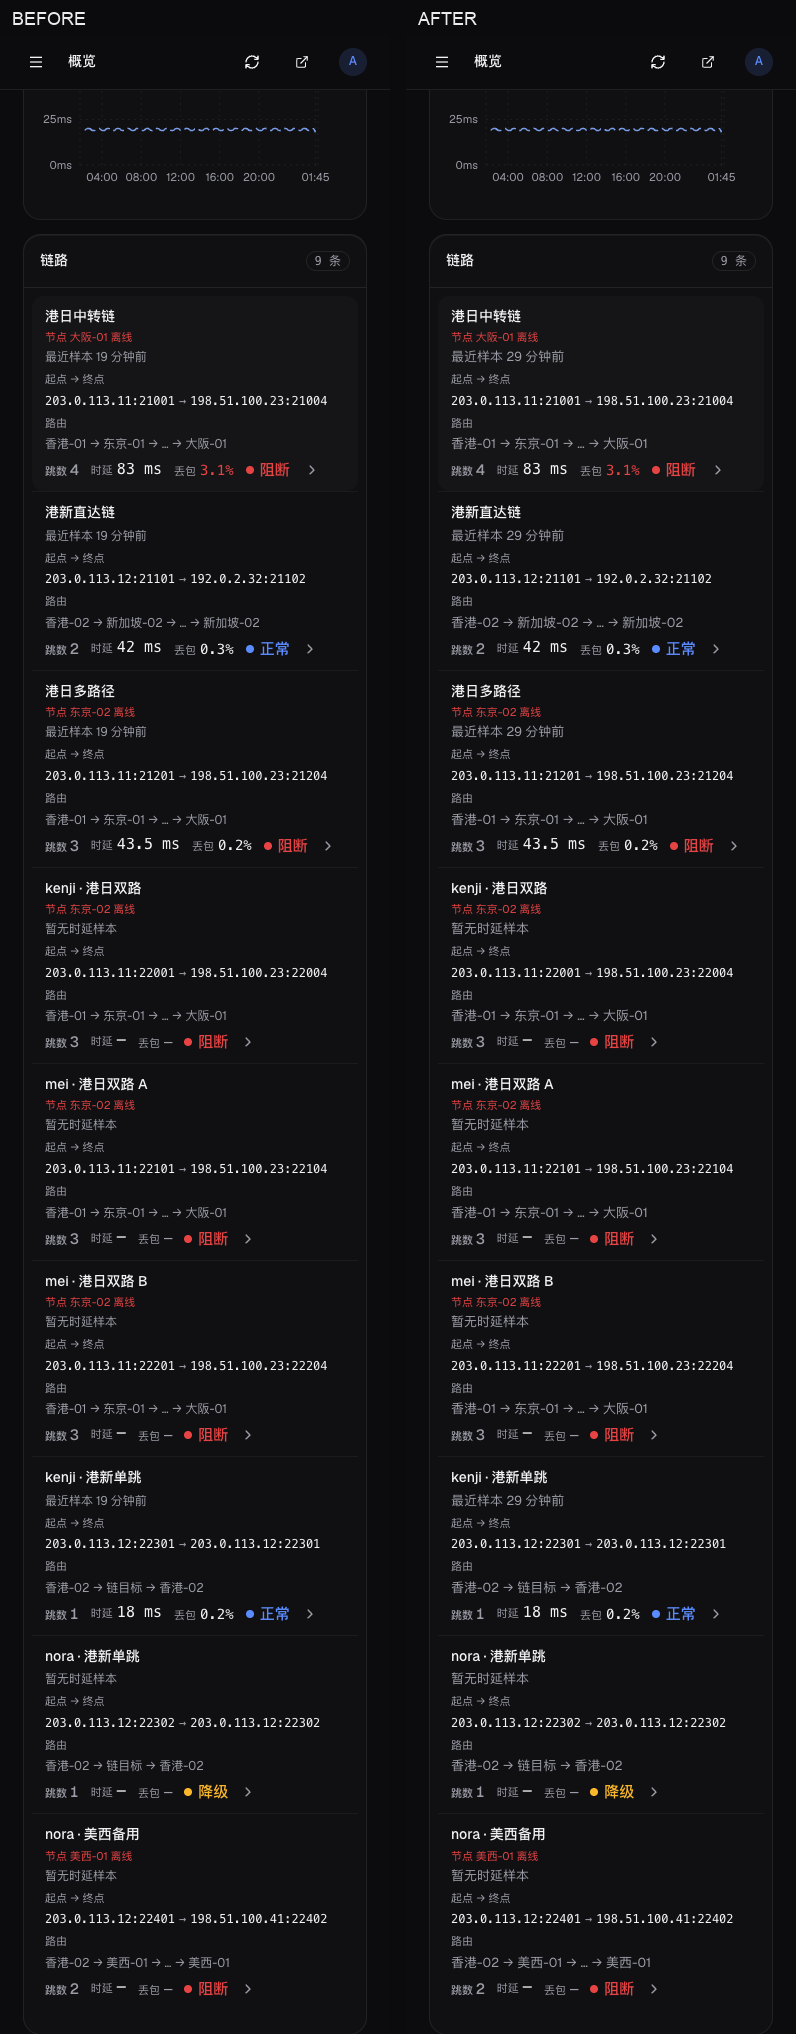 BEFORE
概览
A
25ms
0ms
04:00 08:00 12:00 16:00 20:00 01:45
链路
9 条
港日中转链
节点 大阪-01 离线
最近样本 19 分钟前
起点 → 终点
203.0.113.11:21001 → 198.51.100.23:21004
路由
香港-01 → 东京-01 → … → 大阪-01
跳数 4 时延 83 ms 丢包 3.1% 阻断
港新直达链
最近样本 19 分钟前
起点 → 终点
203.0.113.12:21101 → 192.0.2.32:21102
路由
香港-02 → 新加坡-02 → … → 新加坡-02
跳数 2 时延 42 ms 丢包 0.3% 正常
港日多路径
节点 东京-02 离线
最近样本 19 分钟前
起点 → 终点
203.0.113.11:21201 → 198.51.100.23:21204
路由
香港-01 → 东京-01 → … → 大阪-01
跳数 3 时延 43.5 ms 丢包 0.2% 阻断
kenji · 港日双路
节点 东京-02 离线
暂无时延样本
起点 → 终点
203.0.113.11:22001 → 198.51.100.23:22004
路由
香港-01 → 东京-01 → … → 大阪-01
跳数 3 时延 — 丢包 — 阻断
mei · 港日双路 A
节点 东京-02 离线
暂无时延样本
起点 → 终点
203.0.113.11:22101 → 198.51.100.23:22104
路由
香港-01 → 东京-01 → … → 大阪-01
跳数 3 时延 — 丢包 — 阻断
mei · 港日双路 B
节点 东京-02 离线
暂无时延样本
起点 → 终点
203.0.113.11:22201 → 198.51.100.23:22204
路由
香港-01 → 东京-01 → … → 大阪-01
跳数 3 时延 — 丢包 — 阻断
kenji · 港新单跳
最近样本 19 分钟前
起点 → 终点
203.0.113.12:22301 → 203.0.113.12:22301
路由
香港-02 → 链目标 → 香港-02
跳数 1 时延 18 ms 丢包 0.2% 正常
nora · 港新单跳
暂无时延样本
起点 → 终点
203.0.113.12:22302 → 203.0.113.12:22302
路由
香港-02 → 链目标 → 香港-02
跳数 1 时延 — 丢包 — 降级
nora · 美西备用
节点 美西-01 离线
暂无时延样本
起点 → 终点
203.0.113.12:22401 → 198.51.100.41:22402
路由
香港-02 → 美西-01 → … → 美西-01
跳数 2 时延 — 丢包 — 阻断
AFTER
概览
A
25ms
0ms
04:00 08:00 12:00 16:00 20:00 01:45
链路
9 条
港日中转链
节点 大阪-01 离线
最近样本 29 分钟前
起点 → 终点
203.0.113.11:21001 → 198.51.100.23:21004
路由
香港-01 → 东京-01 → … → 大阪-01
跳数 4 时延 83 ms 丢包 3.1% 阻断
港新直达链
最近样本 29 分钟前
起点 → 终点
203.0.113.12:21101 → 192.0.2.32:21102
路由
香港-02 → 新加坡-02 → … → 新加坡-02
跳数 2 时延 42 ms 丢包 0.3% 正常
港日多路径
节点 东京-02 离线
最近样本 29 分钟前
起点 → 终点
203.0.113.11:21201 → 198.51.100.23:21204
路由
香港-01 → 东京-01 → … → 大阪-01
跳数 3 时延 43.5 ms 丢包 0.2% 阻断
kenji · 港日双路
节点 东京-02 离线
暂无时延样本
起点 → 终点
203.0.113.11:22001 → 198.51.100.23:22004
路由
香港-01 → 东京-01 → … → 大阪-01
跳数 3 时延 — 丢包 — 阻断
mei · 港日双路 A
节点 东京-02 离线
暂无时延样本
起点 → 终点
203.0.113.11:22101 → 198.51.100.23:22104
路由
香港-01 → 东京-01 → … → 大阪-01
跳数 3 时延 — 丢包 — 阻断
mei · 港日双路 B
节点 东京-02 离线
暂无时延样本
起点 → 终点
203.0.113.11:22201 → 198.51.100.23:22204
路由
香港-01 → 东京-01 → … → 大阪-01
跳数 3 时延 — 丢包 — 阻断
kenji · 港新单跳
最近样本 29 分钟前
起点 → 终点
203.0.113.12:22301 → 203.0.113.12:22301
路由
香港-02 → 链目标 → 香港-02
跳数 1 时延 18 ms 丢包 0.2% 正常
nora · 港新单跳
暂无时延样本
起点 → 终点
203.0.113.12:22302 → 203.0.113.12:22302
路由
香港-02 → 链目标 → 香港-02
跳数 1 时延 — 丢包 — 降级
nora · 美西备用
节点 美西-01 离线
暂无时延样本
起点 → 终点
203.0.113.12:22401 → 198.51.100.41:22402
路由
香港-02 → 美西-01 → … → 美西-01
跳数 2 时延 — 丢包 — 阻断